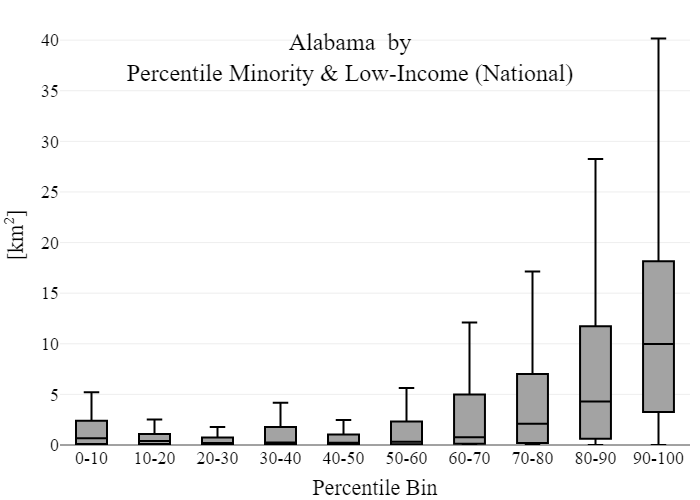 Alabama by
Percentile Minority & Low-Income (National)
40
35
30
25
20
15
10
5
0
[km²]
0-10 10-20 20-30 30-40 40-50 50-60 60-70 70-80 80-90 90-100
Percentile Bin